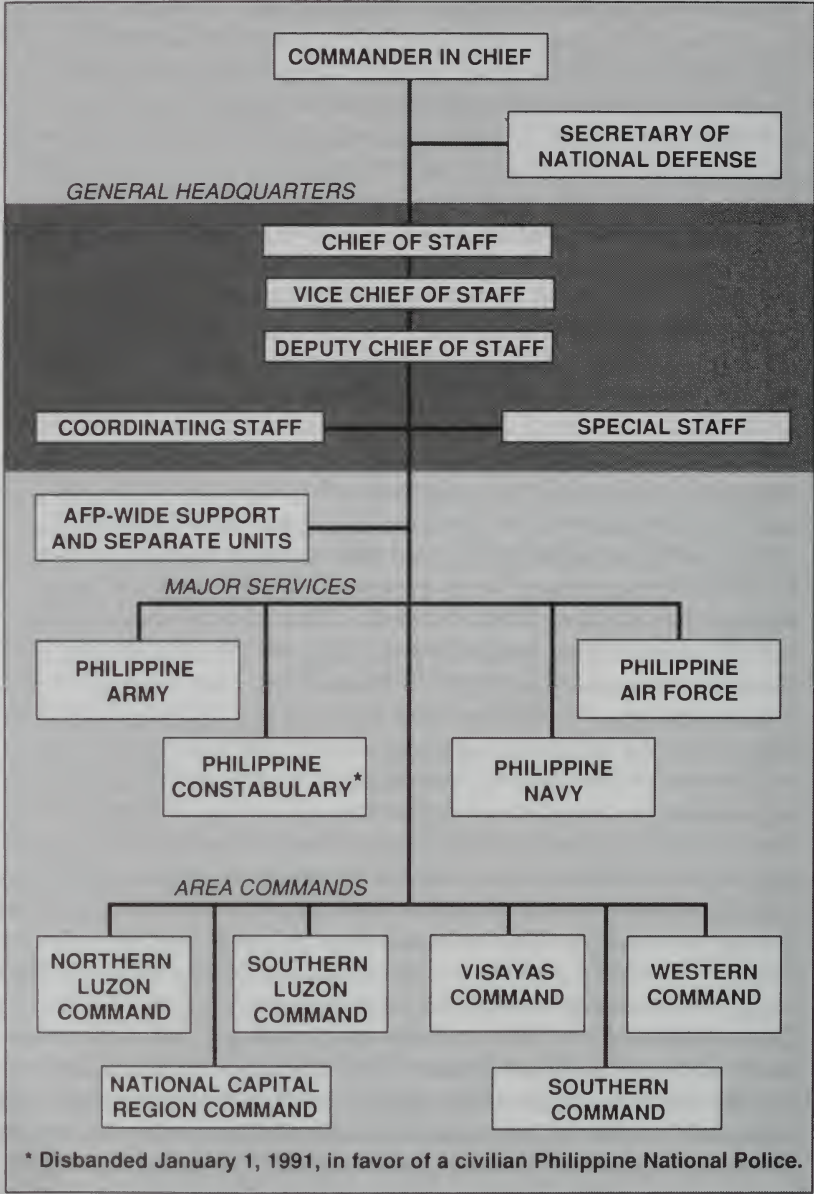 COMMANDER IN CHIEF
SECRETARY OF
NATIONAL DEFENSE
GENERAL HEADQUARTERS
CHIEF OF STAFF
VICE CHIEF OF STAFF
DEPUTY CHIEF OF STAFF
COORDINATING STAFF
SPECIAL STAFF
AFP-WIDE SUPPORT
AND SEPARATE UNITS
MAJOR SERVICES
PHILIPPINE
ARMY
PHILIPPINE
AIR FORCE
PHILIPPINE
CONSTABULARY*
PHILIPPINE
NAVY
AREA COMMANDS
NORTHERN
LUZON
COMMAND
SOUTHERN
LUZON
COMMAND
VISAYAS
COMMAND
WESTERN
COMMAND
NATIONAL CAPITAL
REGION COMMAND
SOUTHERN
COMMAND
* Disbanded January 1, 1991, in favor of a civilian Philippine National Police.